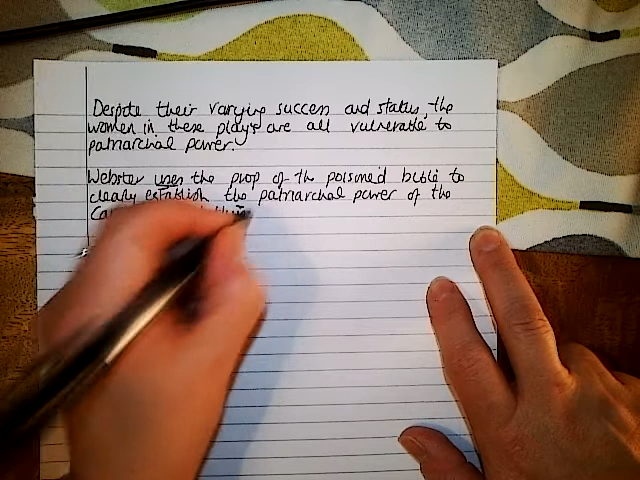 Despite their varying success and status, the
women in these plays are all vulnerable to
patriarchal power.
Webster uses the prop of the poisoned bible to
clearly establish the patriarchal power of the